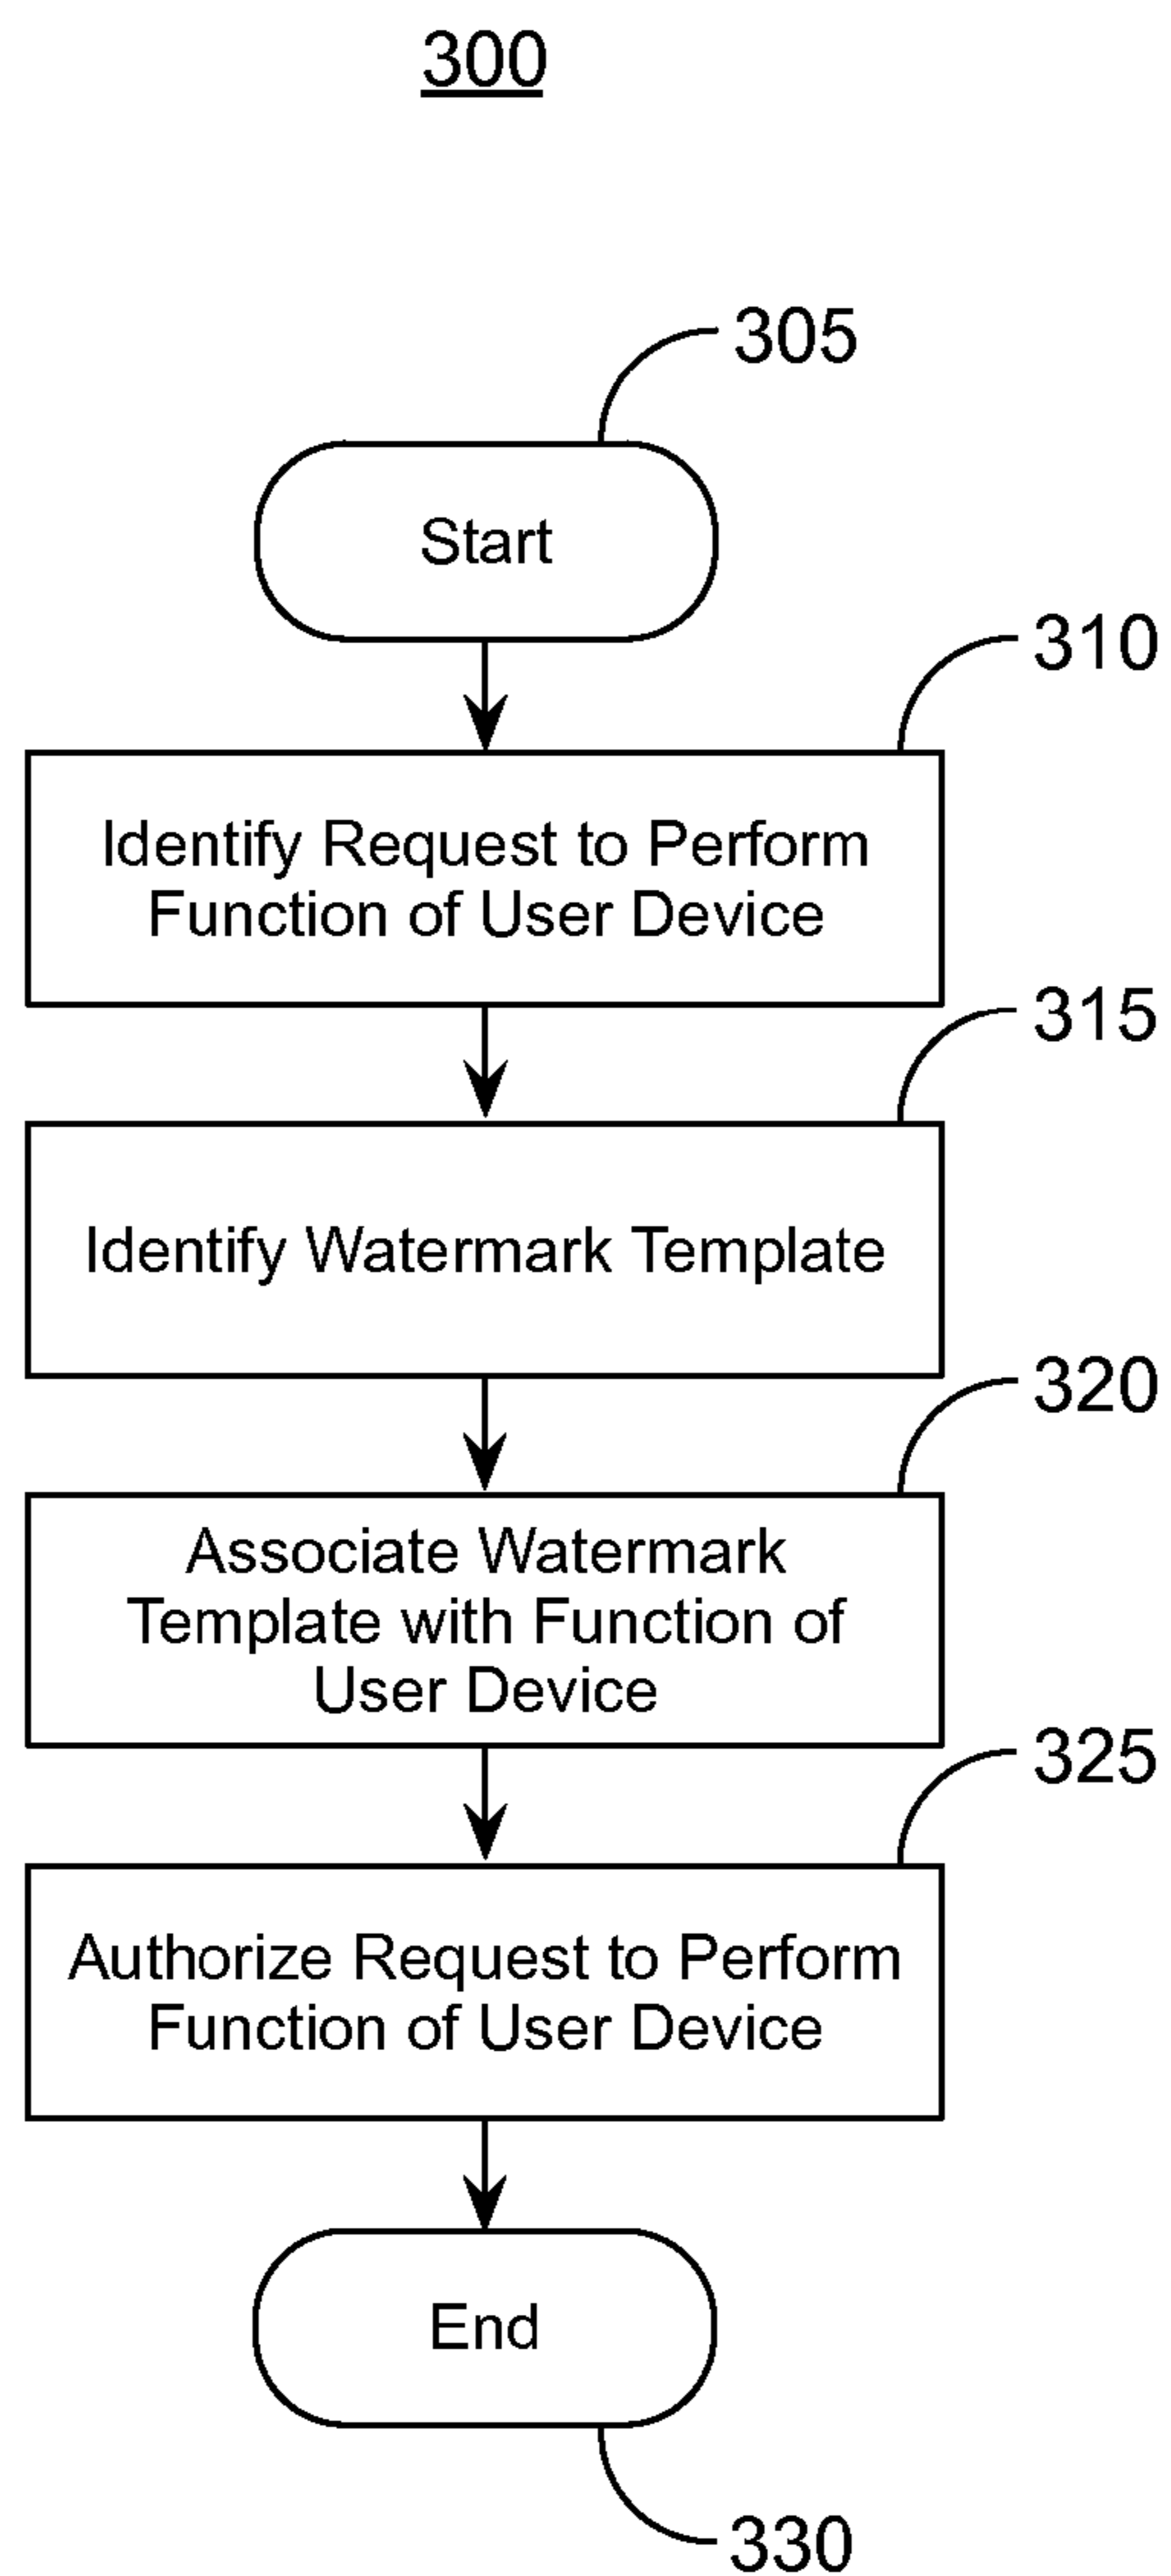 300
305
Start
310
Identify Request to Perform
Function of User Device
315
Identify Watermark Template
320
Associate Watermark
Template with Function of
User Device
325
Authorize Request to Perform
Function of User Device
End
330